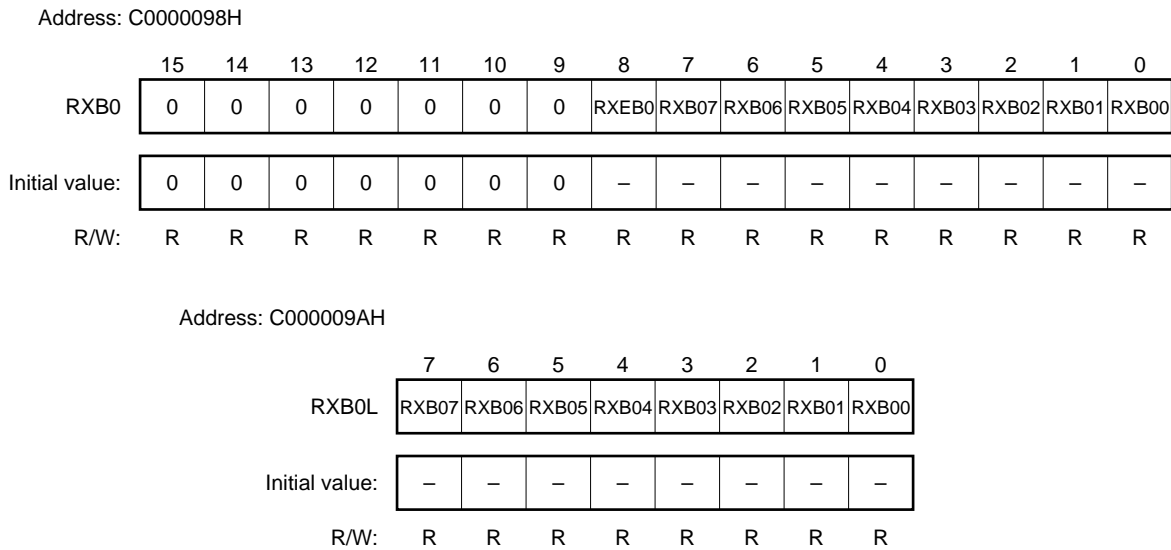 Address: C0000098H
15 14 13 12 11 10 9 8 7 6 5 4 3 2 1 0
RXB0 0 0 0 0 0 0 0 RXEB0 RXB07 RXB06 RXB05 RXB04 RXB03 RXB02 RXB01 RXB00
Initial value: 0 0 0 0 0 0 0 – – – – – – – – –
R/W: R R R R R R R R R R R R R R R R
Address: C000009AH
7 6 5 4 3 2 1 0
RXB0L RXB07 RXB06 RXB05 RXB04 RXB03 RXB02 RXB01 RXB00
Initial value: – – – – – – – –
R/W: R R R R R R R R